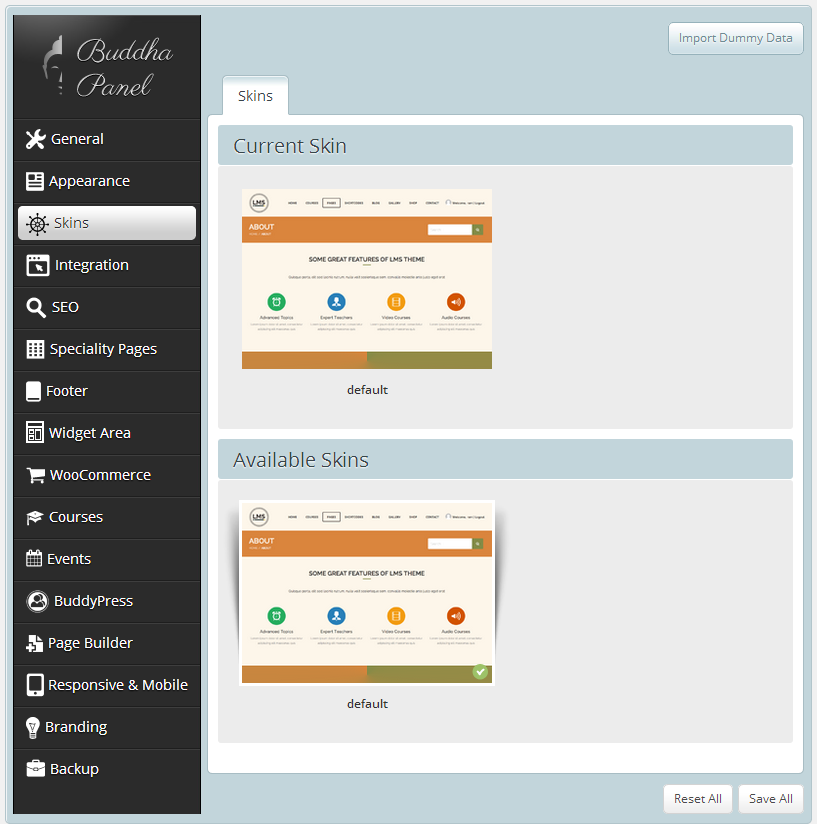 Buddha
Panel
Import Dummy Data
General
Appearance
Skins
Integration
SEO
Speciality Pages
Footer
Widget Area
WooCommerce
Courses
Events
BuddyPress
Page Builder
Responsive & Mobile
Branding
Backup
Skins
Current Skin
LMS
HOME COURSES PAGES SHORTCODES BLOG GALLERY SHOP CONTACT
ABOUT
SOME GREAT FEATURES OF LMS THEME
Advanced Topics Expert Teachers Video Courses Audio Courses
default
Available Skins
LMS
HOME COURSES PAGES SHORTCODES BLOG GALLERY SHOP CONTACT
ABOUT
SOME GREAT FEATURES OF LMS THEME
Advanced Topics Expert Teachers Video Courses Audio Courses
default
Reset All Save All